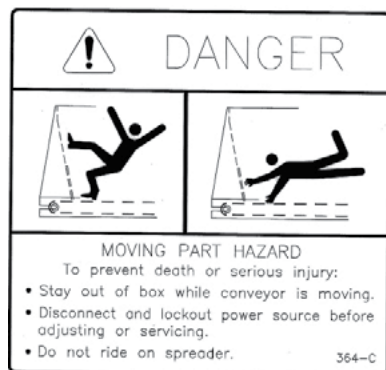 DANGER
MOVING PART HAZARD
To prevent death or serious injury:
• Stay out of box while conveyor is moving.
• Disconnect and lockout power source before
adjusting or servicing.
• Do not ride on spreader.
364-C